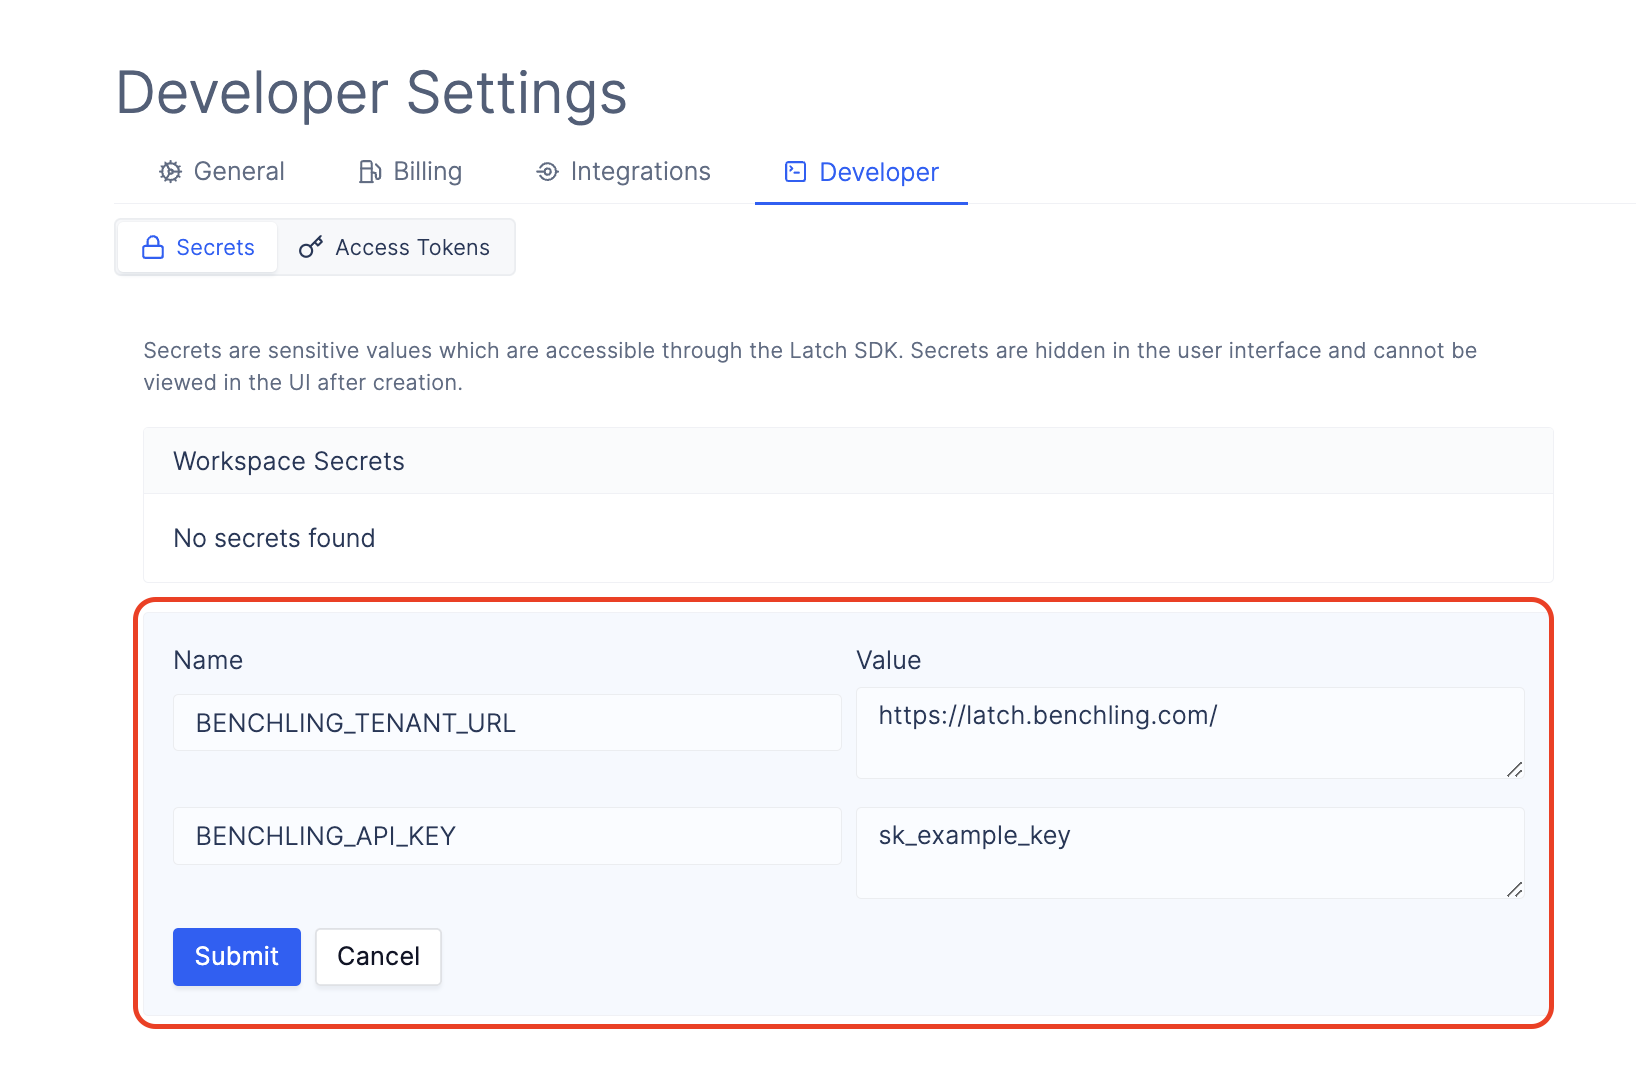 Developer Settings
General Billing Integrations Developer
Secrets Access Tokens
Secrets are sensitive values which are accessible through the Latch SDK. Secrets are hidden in the user interface and cannot be
viewed in the UI after creation.
Workspace Secrets
No secrets found
Name Value
BENCHLING_TENANT_URL https://latch.benchling.com/
BENCHLING_API_KEY sk_example_key
Submit Cancel